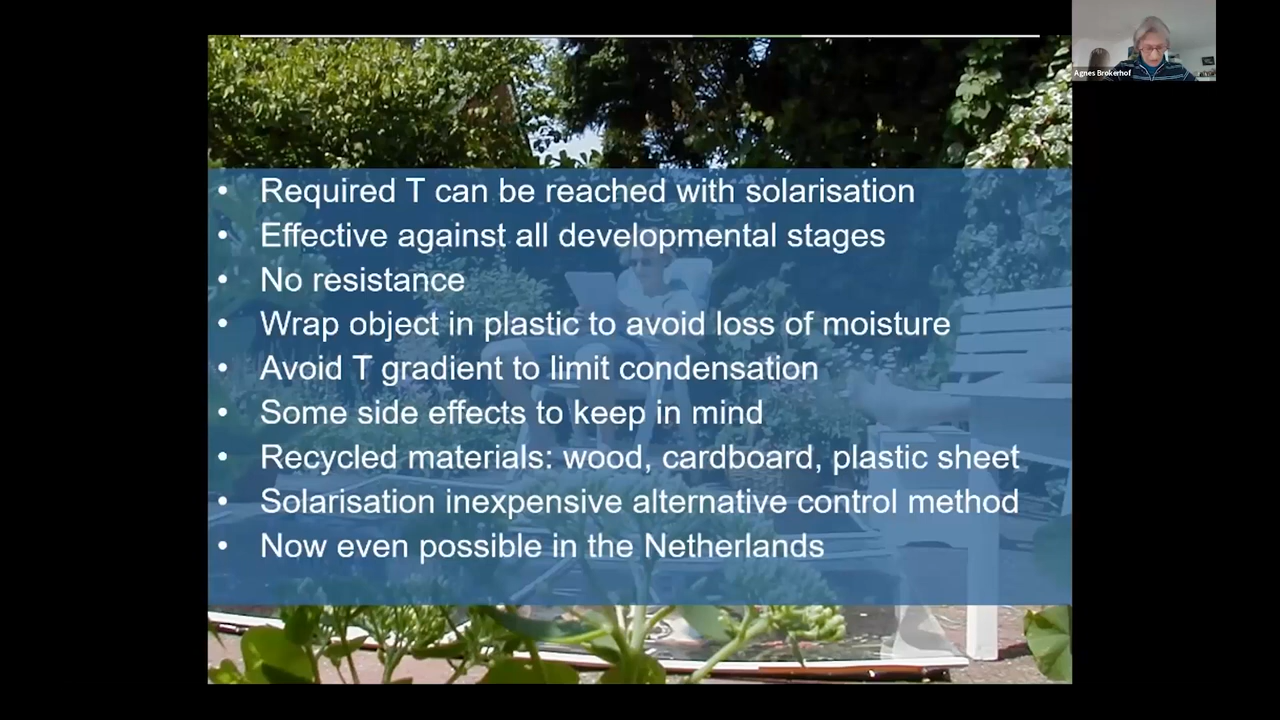 Agnes Brokerhof
• Required T can be reached with solarisation
• Effective against all developmental stages
• No resistance
• Wrap object in plastic to avoid loss of moisture
• Avoid T gradient to limit condensation
• Some side effects to keep in mind
• Recycled materials: wood, cardboard, plastic sheet
• Solarisation inexpensive alternative control method
• Now even possible in the Netherlands